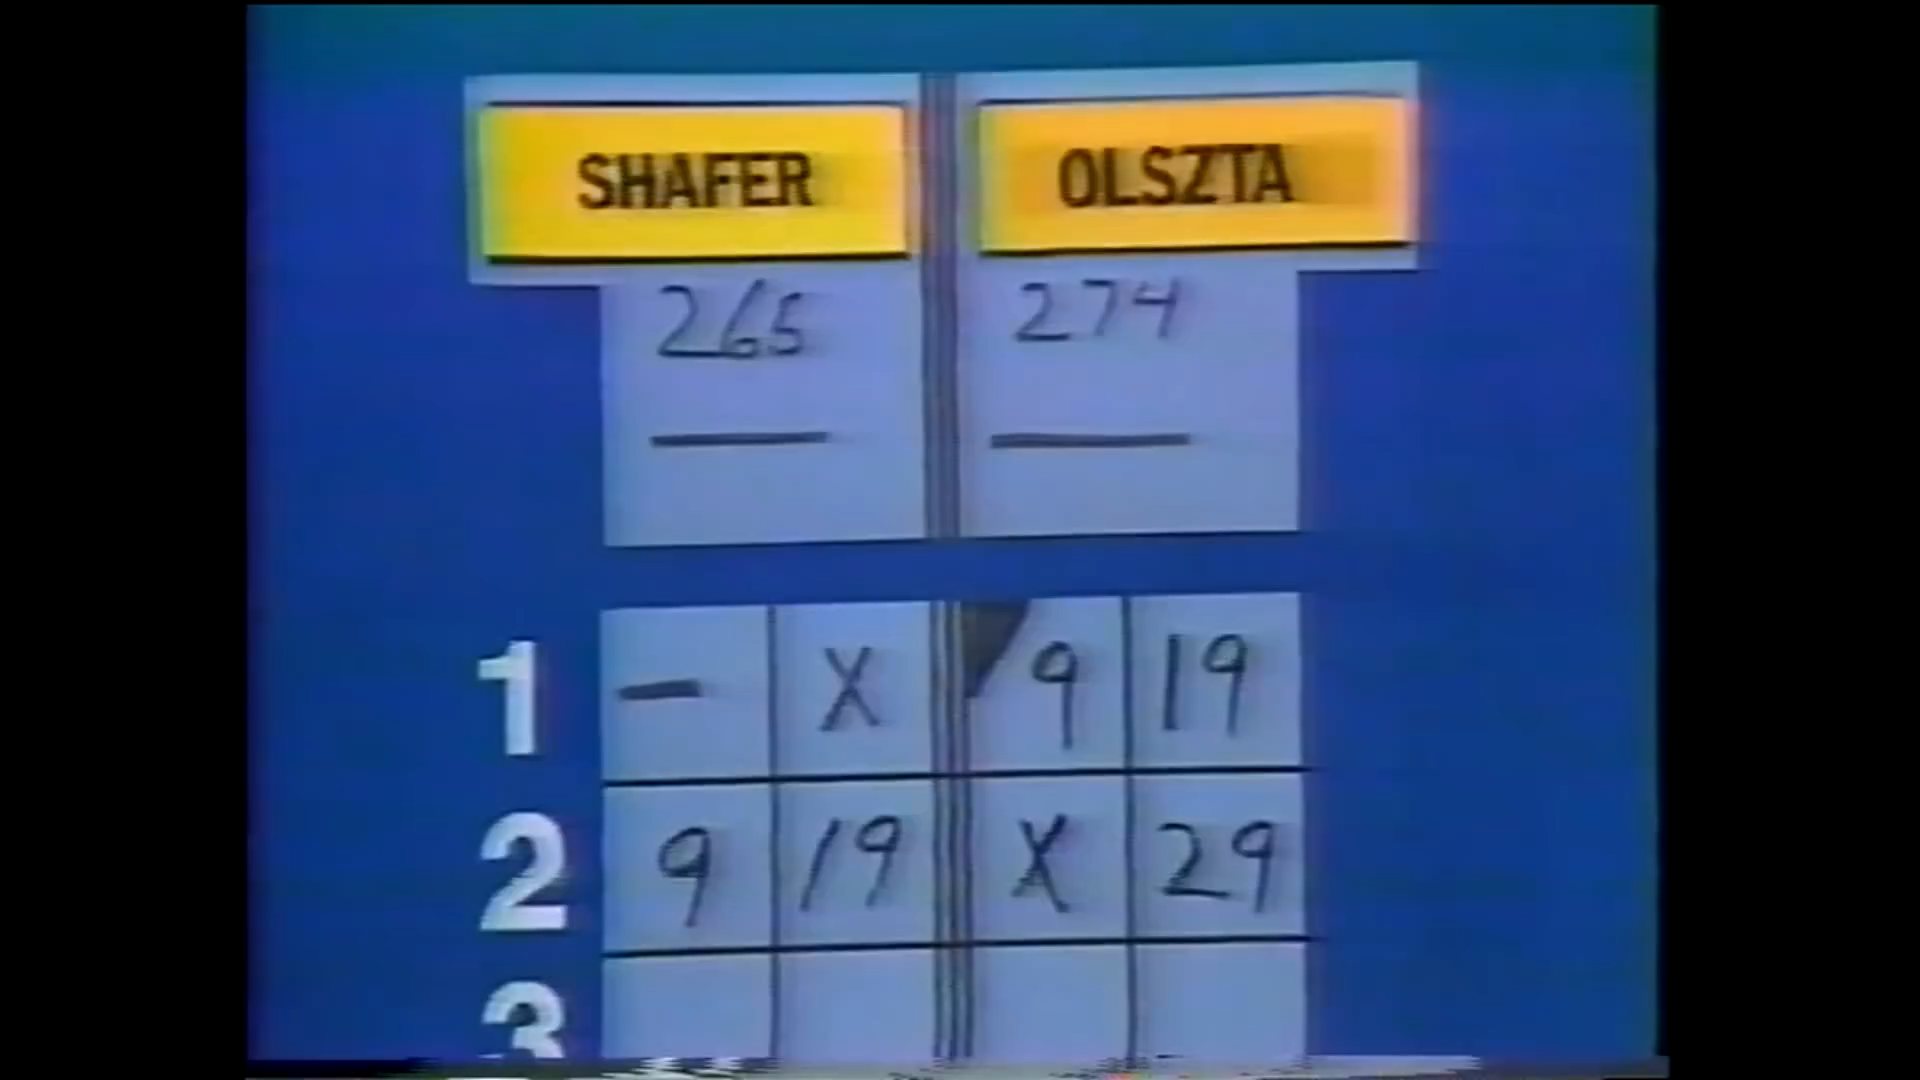 SHAFER OLSZTA
265 274
— —
1 — X 9 19
2 9 19 X 29
3